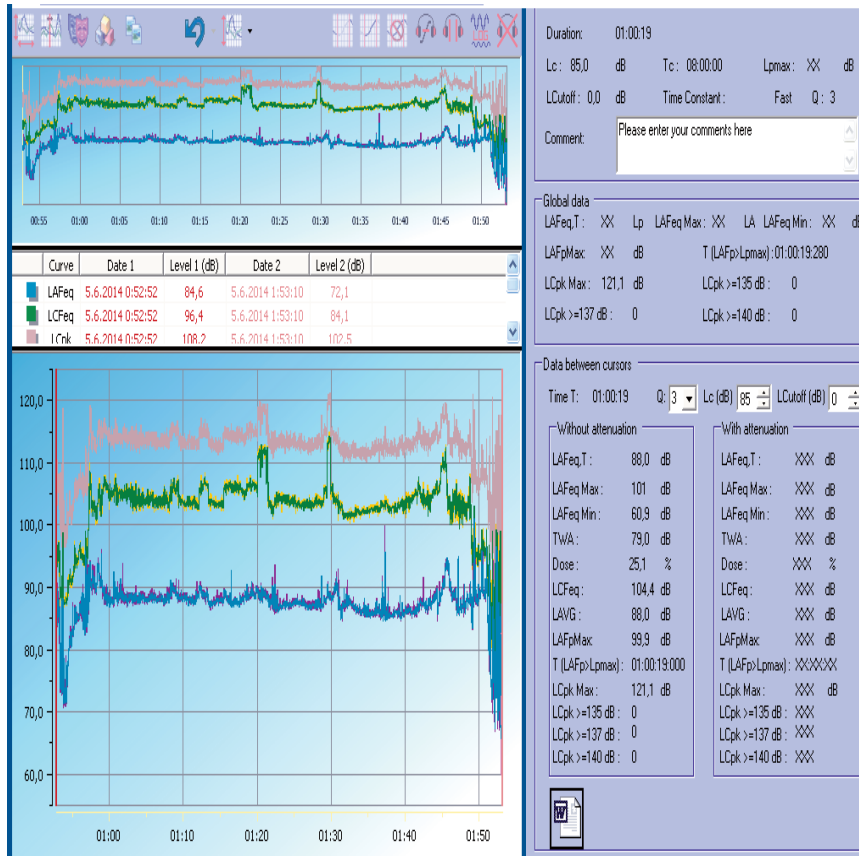 00:55 01:00 01:05 01:10 01:15 01:20 01:25 01:30 01:35 01:40 01:45 01:50
Curve Date 1 Level 1 (dB) Date 2 Level 2 (dB)
LAFeq 5.6.2014 0:52:52 84,6 5.6.2014 1:53:10 72,1
LCFeq 5.6.2014 0:52:52 96,4 5.6.2014 1:53:10 84,1
LCpk 5.6.2014 0:52:52 108,2 5.6.2014 1:53:10 102,5
120,0
110,0
100,0
90,0
80,0
70,0
60,0
01:00 01:10 01:20 01:30 01:40 01:50
Duration: 01:00:19
Lc : 85,0 dB Tc : 08:00:00 Lpmax : XX dB
LCutoff : 0,0 dB Time Constant : Fast Q : 3
Comment: Please enter your comments here
Global data
LAFeq,T : XX Lp LAFeq Max : XX LA LAFeq Min : XX dB
LAFpMax: XX dB T (LAFp>Lpmax) :01:00:19:280
LCpk Max : 121,1 dB LCpk >=135 dB : 0
LCpk >=137 dB : 0 LCpk >=140 dB : 0
Data between cursors
Time T: 01:00:19 Q: 3 Lc (dB) 85 LCutoff (dB) 0
Without attenuation
LAFeq,T : 88,0 dB
LAFeq Max : 101 dB
LAFeq Min : 60,9 dB
TWA : 79,0 dB
Dose : 25,1 %
LCFeq : 104,4 dB
LAVG : 88,0 dB
LAFpMax: 99,9 dB
T (LAFp>Lpmax) : 01:00:19:000
LCpk Max : 121,1 dB
LCpk >=135 dB : 0
LCpk >=137 dB : 0
LCpk >=140 dB : 0
With attenuation
LAFeq,T : XXX dB
LAFeq Max : XXX dB
LAFeq Min : XXX dB
TWA : XXX dB
Dose : XXX %
LCFeq : XXX dB
LAVG : XXX dB
LAFpMax: XXX dB
T (LAFp>Lpmax) : XX:XX:XX
LCpk Max : XXX dB
LCpk >=135 dB : XXX
LCpk >=137 dB : XXX
LCpk >=140 dB : XXX
W